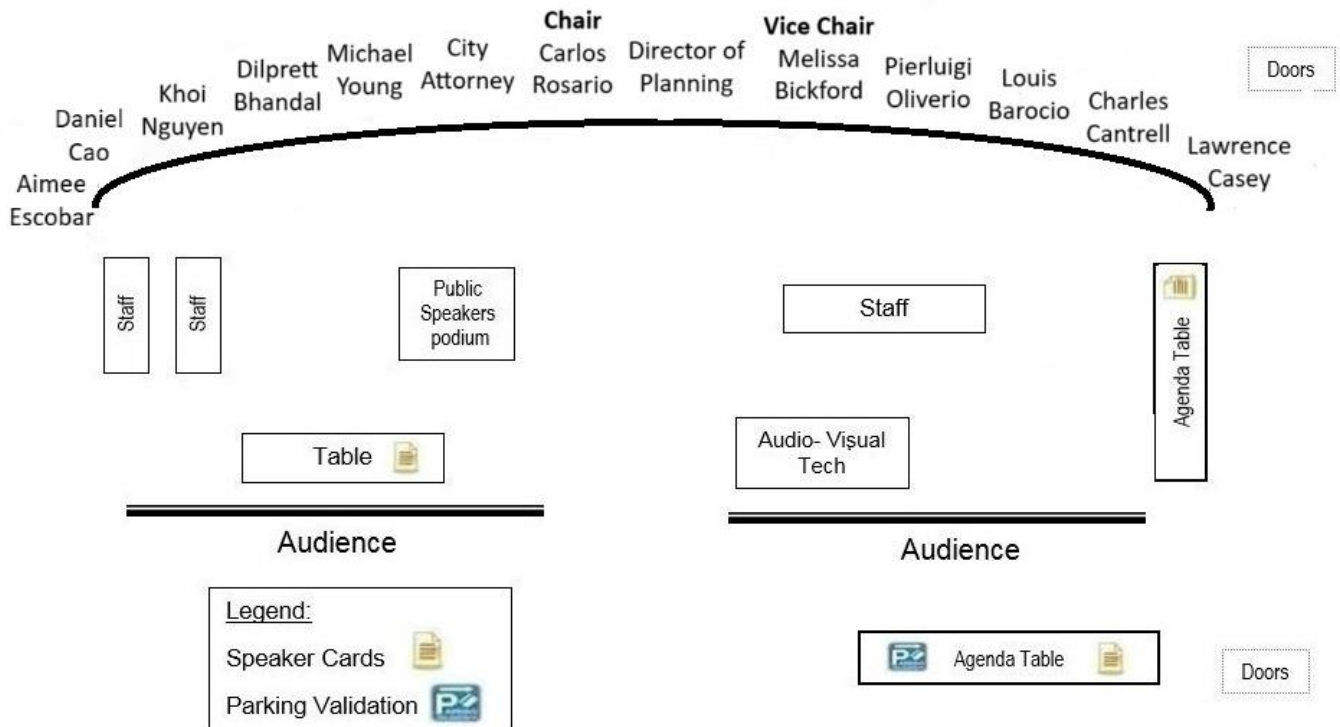 Chair
Carlos
Rosario
Vice Chair
Melissa
Bickford
City
Attorney
Director of
Planning
Michael
Young
Dilprett
Bhandal
Pierluigi
Oliverio
Louis
Barocio
Doors
Khoi
Nguyen
Charles
Cantrell
Daniel
Cao
Lawrence
Casey
Aimee
Escobar
Staff
Staff
Public
Speakers
podium
Staff
Agenda Table
Table
Audio- Vişual
Tech
Audience
Audience
Legend:
Speaker Cards
Parking Validation
Agenda Table
Doors